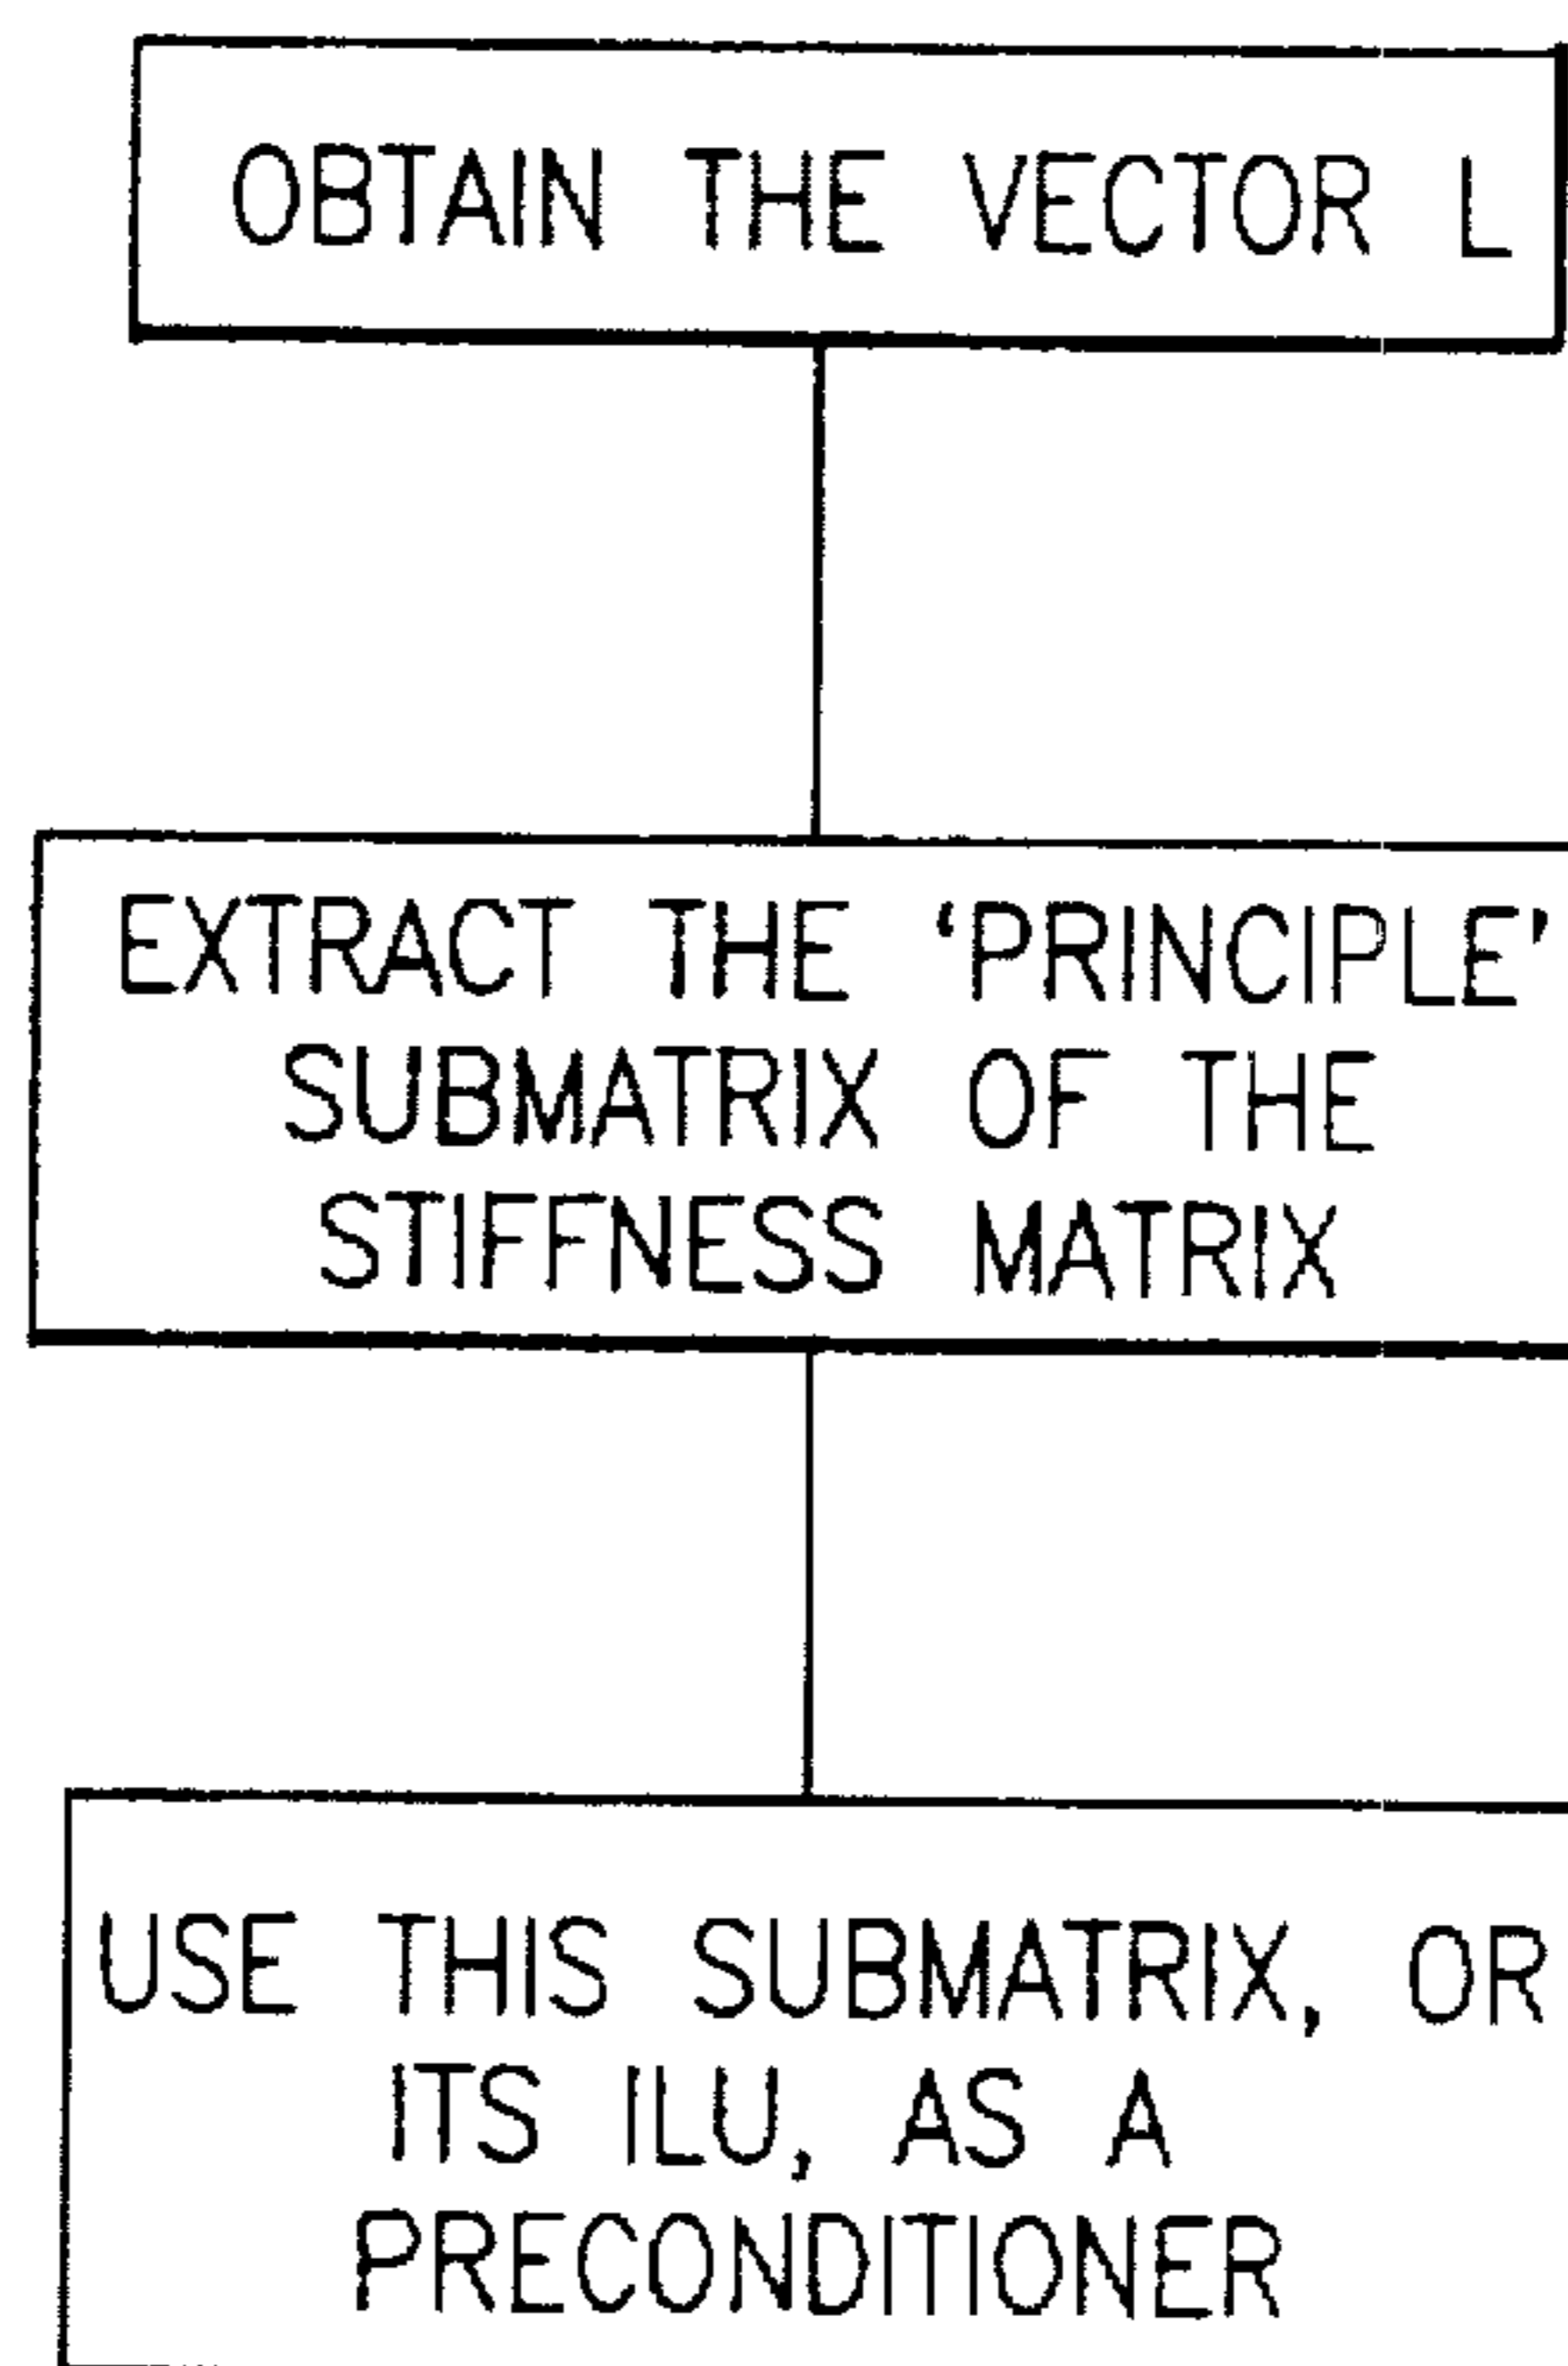 OBTAIN THE VECTOR L
EXTRACT THE 'PRINCIPLE'
SUBMATRIX OF THE
STIFFNESS MATRIX
USE THIS SUBMATRIX, OR
ITS ILU, AS A
PRECONDITIONER